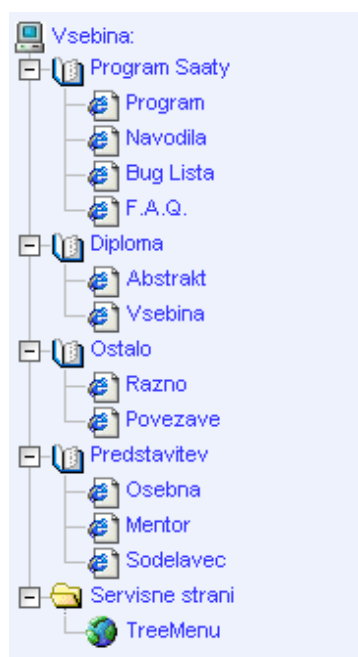 Vsebina:
Program Saaty
Program
Navodila
Bug Lista
F.A.Q.
Diploma
Abstrakt
Vsebina
Ostalo
Razno
Povezave
Predstavitev
Osebna
Mentor
Sodelavec
Servisne strani
TreeMenu